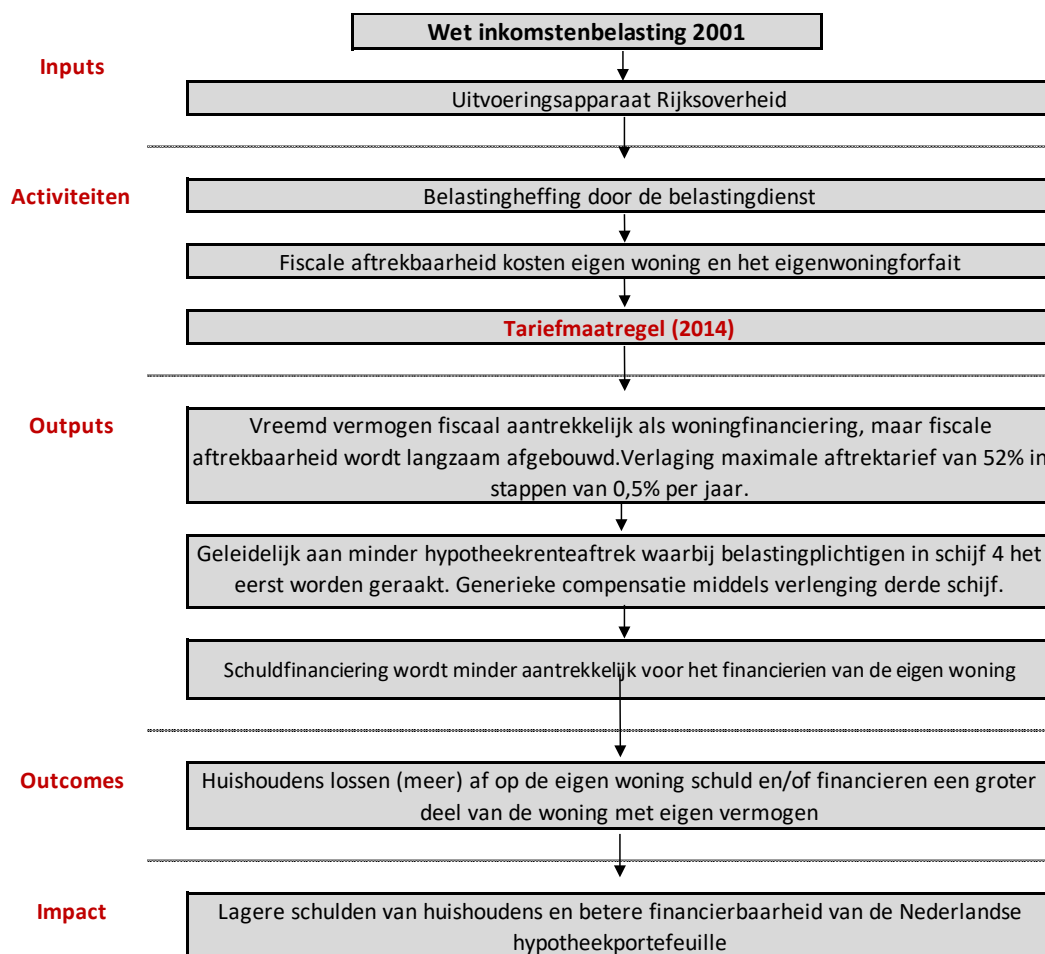 Wet inkomstenbelasting 2001
Inputs
Uitvoeringsapparaat Rijksoverheid
Activiteiten
Belastingheffing door de belastingdienst
Fiscale aftrekbaarheid kosten eigen woning en het eigenwoningforfait
Tariefmaatregel (2014)
Outputs
Vreemd vermogen fiscaal aantrekkelijk als woningfinanciering, maar fiscale
aftrekbaarheid wordt langzaam afgebouwd.Verlaging maximale aftrektarief van 52% in
stappen van 0,5% per jaar.
Geleidelijk aan minder hypotheekrenteaftrek waarbij belastingplichtigen in schijf 4 het
eerst worden geraakt. Generieke compensatie middels verlenging derde schijf.
Schuldfinanciering wordt minder aantrekkelijk voor het financierien van de eigen woning
Outcomes
Huishoudens lossen (meer) af op de eigen woning schuld en/of financieren een groter
deel van de woning met eigen vermogen
Impact
Lagere schulden van huishoudens en betere financierbaarheid van de Nederlandse
hypotheekportefeuille